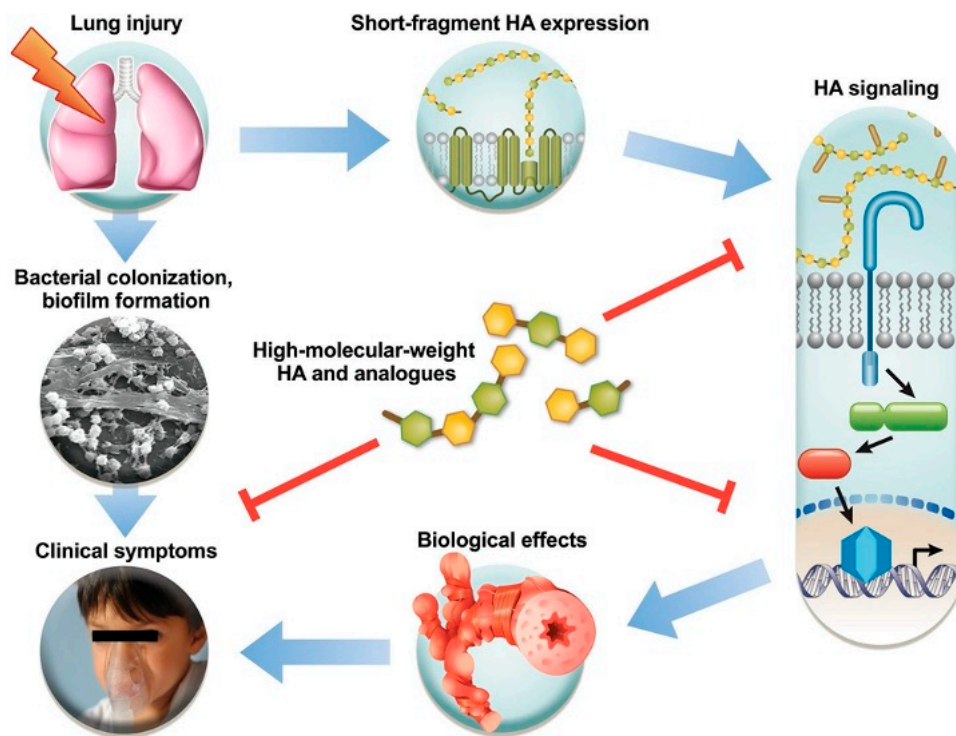 Lung injury
Short-fragment HA expression
HA signaling
Bacterial colonization,
biofilm formation
High-molecular-weight
HA and analogues
Clinical symptoms
Biological effects